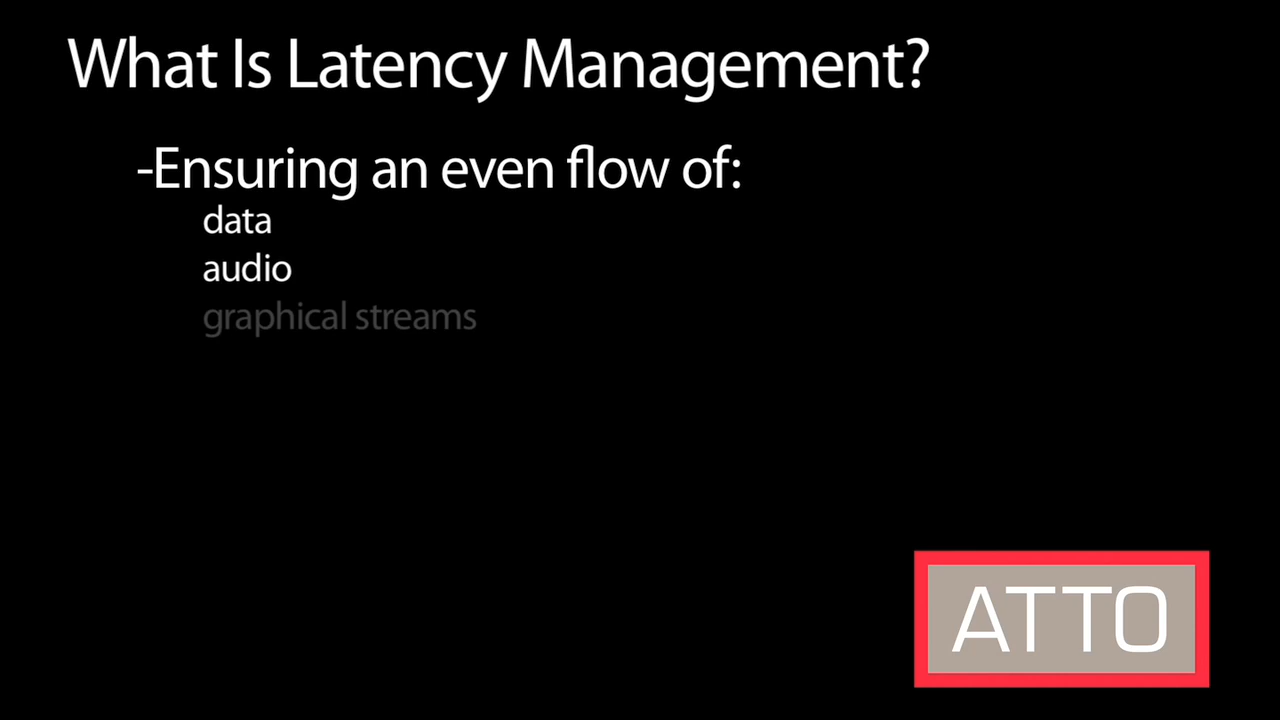 What Is Latency Management?
-Ensuring an even flow of:
data
audio
graphical streams
ATTO